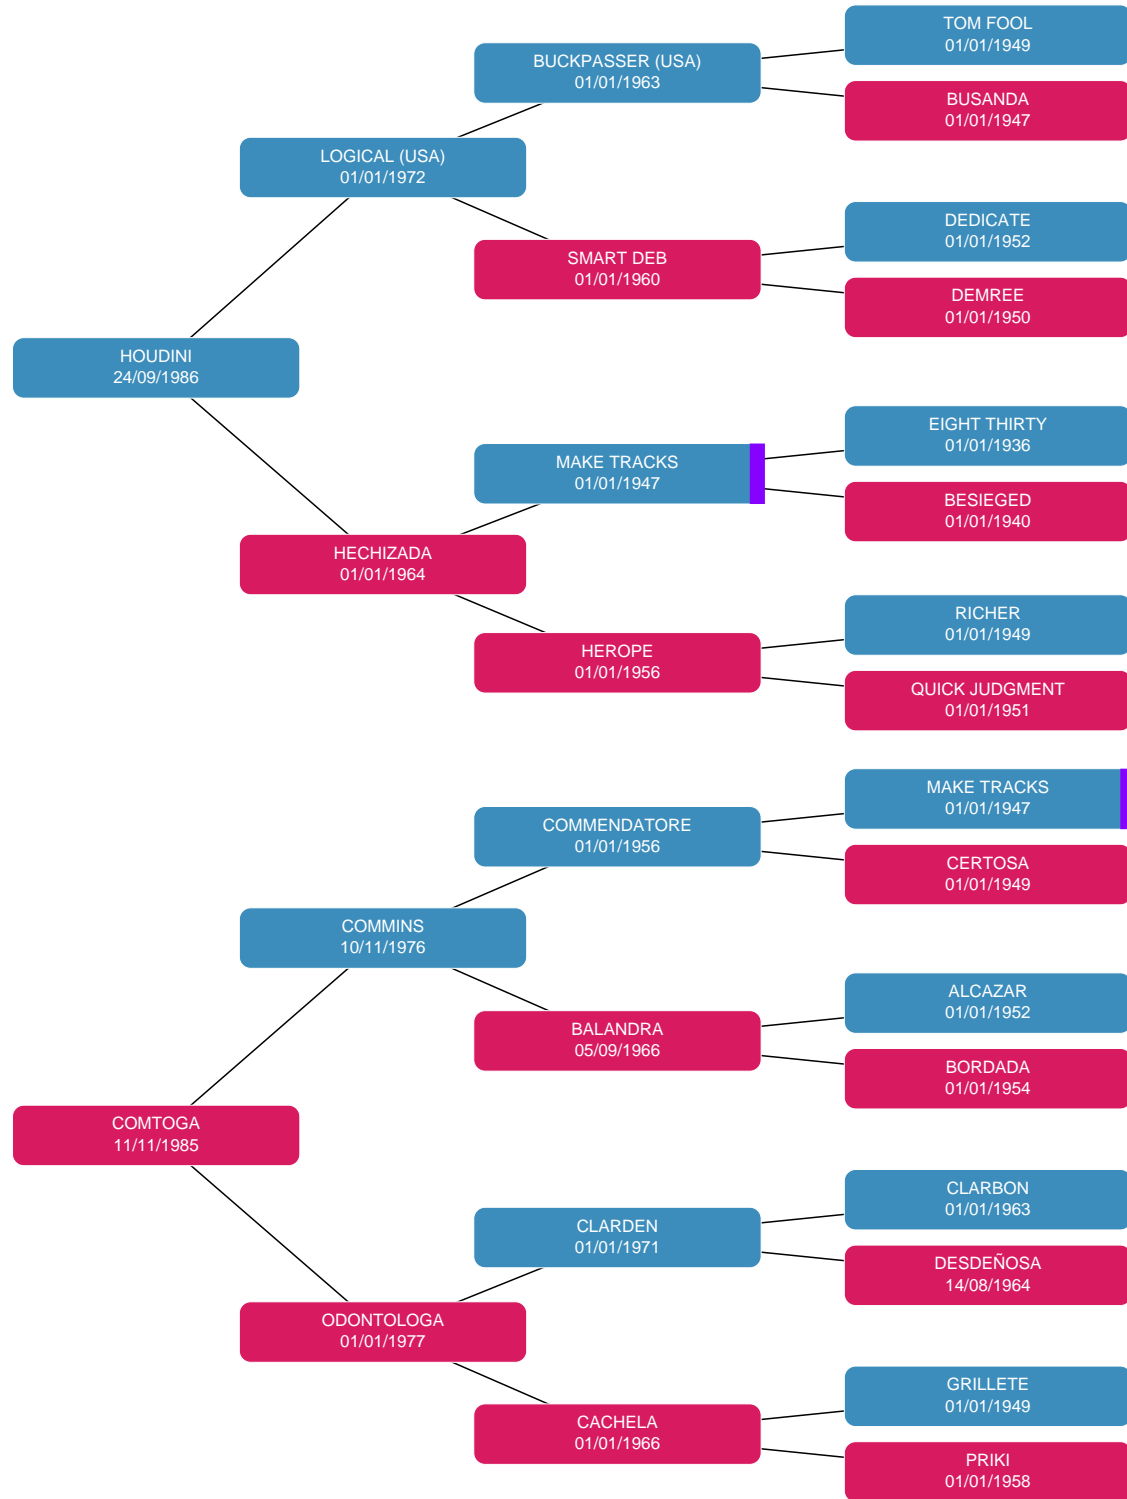 TOM FOOL
01/01/1949
BUCKPASSER (USA)
01/01/1963
BUSANDA
01/01/1947
LOGICAL (USA)
01/01/1972
DEDICATE
01/01/1952
SMART DEB
01/01/1960
DEMREE
01/01/1950
HOUDINI
24/09/1986
EIGHT THIRTY
01/01/1936
MAKE TRACKS
01/01/1947
BESIEGED
01/01/1940
HECHIZADA
01/01/1964
RICHER
01/01/1949
HEROPE
01/01/1956
QUICK JUDGMENT
01/01/1951
MAKE TRACKS
01/01/1947
COMMENDATORE
01/01/1956
CERTOSA
01/01/1949
COMMINS
10/11/1976
ALCAZAR
01/01/1952
BALANDRA
05/09/1966
BORDADA
01/01/1954
COMTOGA
11/11/1985
CLARBON
01/01/1963
CLARDEN
01/01/1971
DESDEÑOSA
14/08/1964
ODONTOLOGA
01/01/1977
GRILLETE
01/01/1949
CACHELA
01/01/1966
PRIKI
01/01/1958